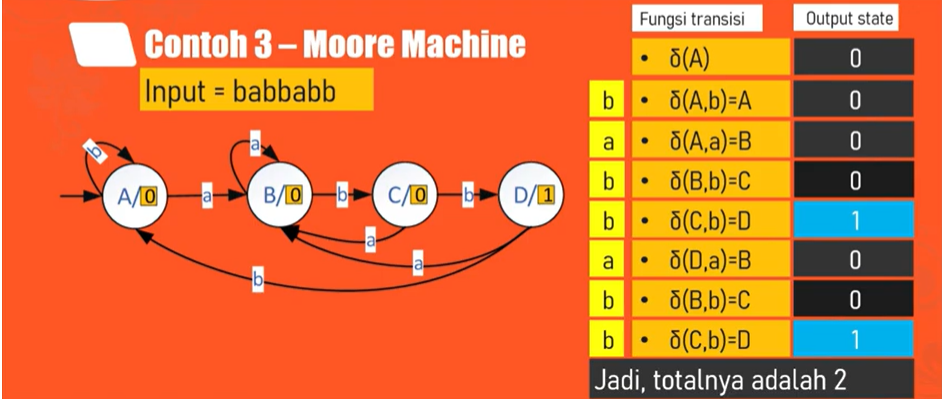 Contoh 3 – Moore Machine
Input = babbabb
b
a
A/0
a
B/0
b
C/0
b
D/1
a
a
b
Fungsi transisi Output state
• δ(A) 0
b • δ(A,b)=A 0
a • δ(A,a)=B 0
b • δ(B,b)=C 0
b • δ(C,b)=D 1
a • δ(D,a)=B 0
b • δ(B,b)=C 0
b • δ(C,b)=D 1
Jadi, totalnya adalah 2